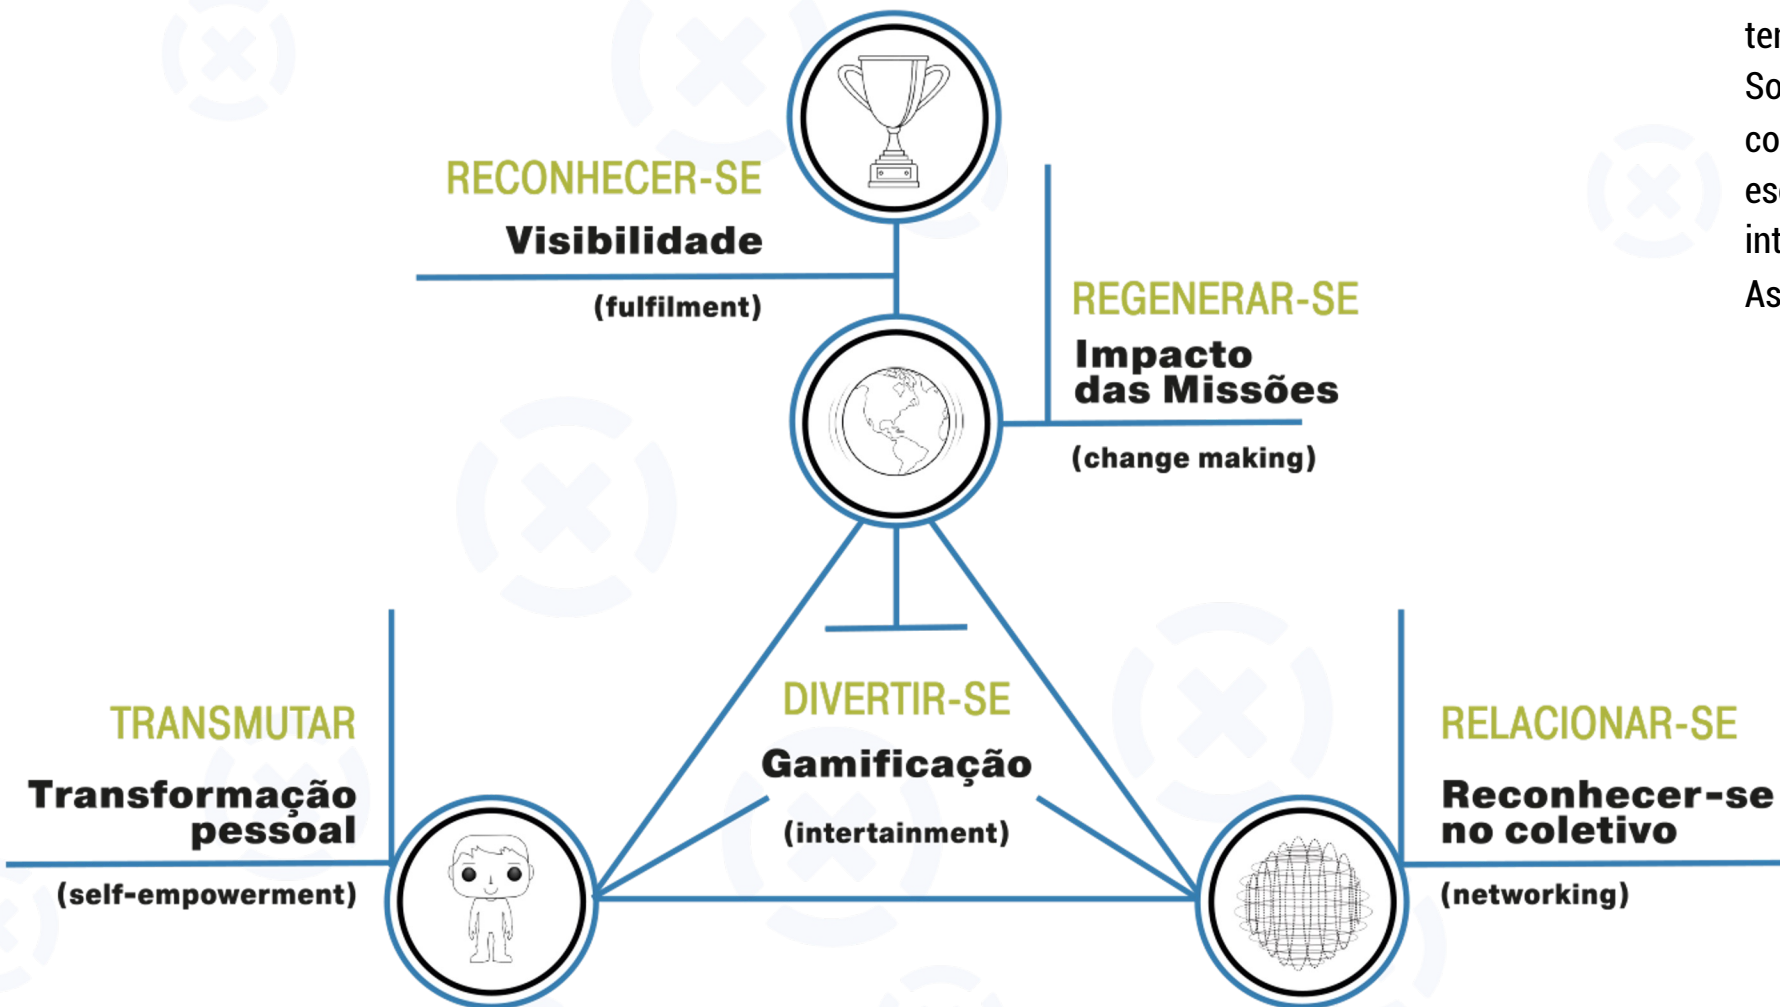 RECONHECER-SE
Visibilidade
(fulfilment)
REGENERAR-SE
Impacto
das Missões
(change making)
TRANSMUTAR
Transformação
pessoal
(self-empowerment)
DIVERTIR-SE
Gamificação
(intertainment)
RELACIONAR-SE
Reconhecer-se
no coletivo
(networking)